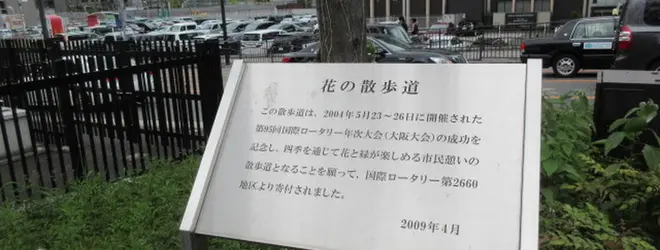 花の散歩道
この散歩道は、2004年5月23～26日に開催された
第95回国際ロータリー年次大会(大阪大会)の成功を
記念し、四季を通じて花と緑が楽しめる市民憩いの
散歩道となることを願って、国際ロータリー第2660
地区より寄付されました。
2009年4月